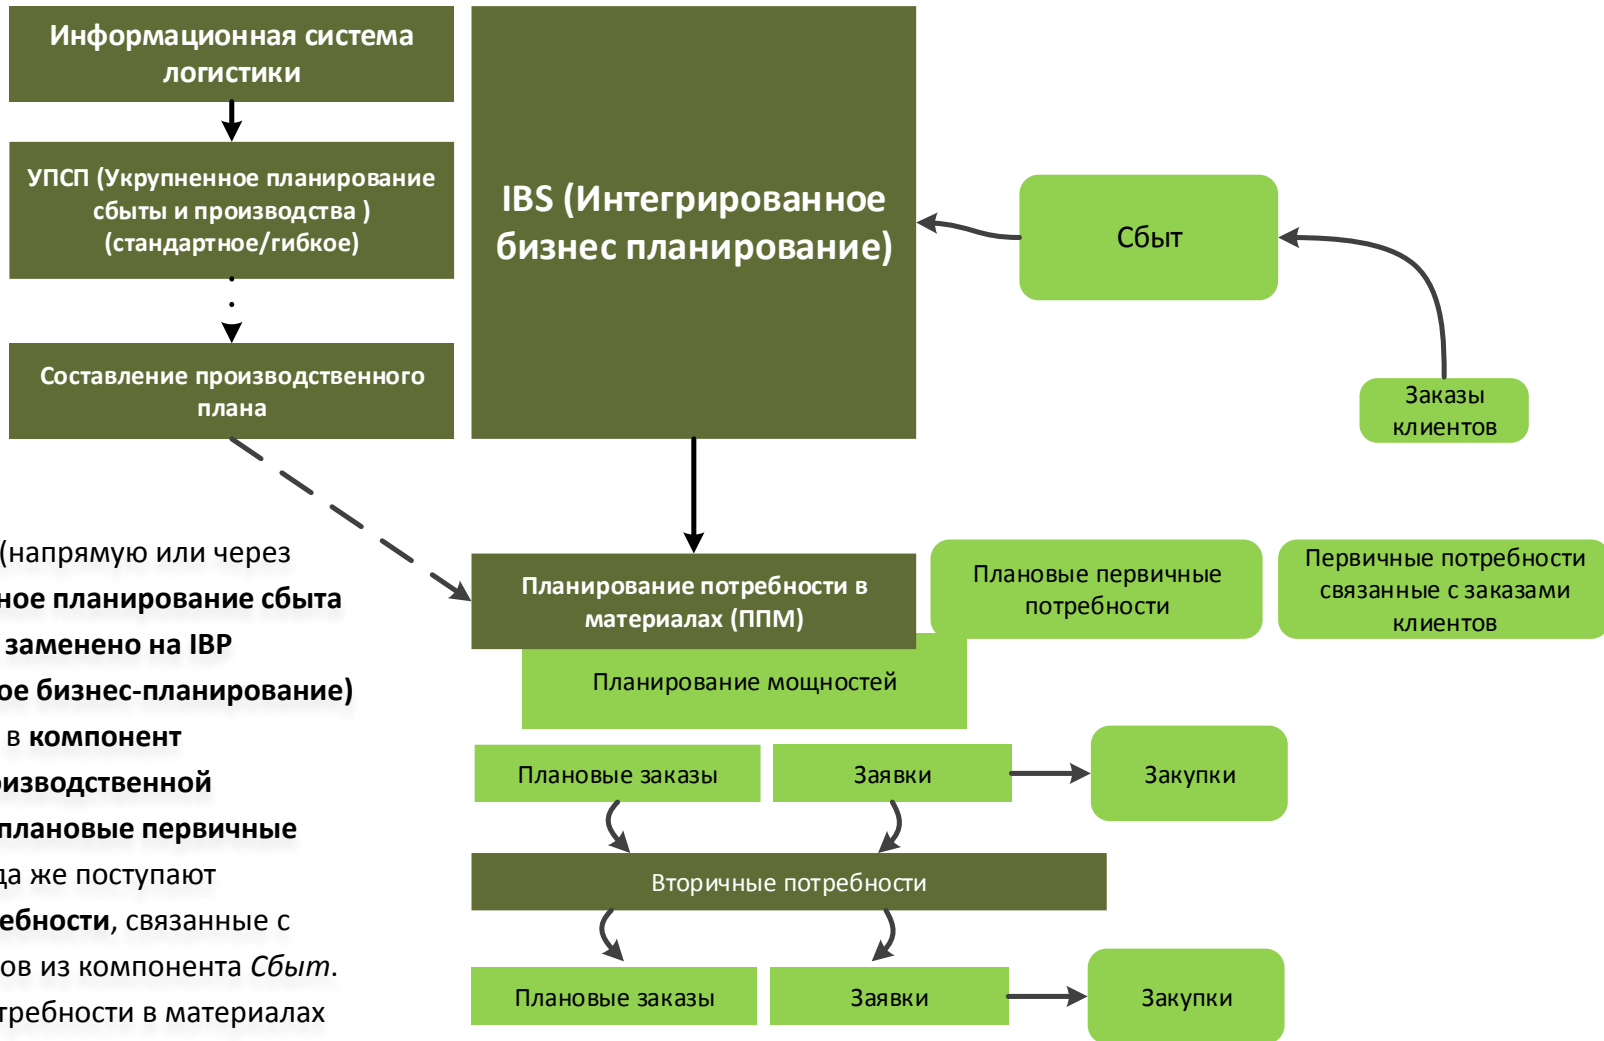 Информационная система
логистики
УПСП (Укрупненное планирование
сбыты и производства )
(стандартное/гибкое)
Составление производственного
плана
IBS (Интегрированное
бизнес планирование)
Сбыт
Заказы
клиентов
(напрямую или через
ное планирование сбыта
заменено на IBP
ое бизнес-планирование)
в компонент
оизводственной
плановые первичные
да же поступают
ебности, связанные с
ов из компонента Сбыт.
требности в материалах
Планирование потребности в
материалах (ППМ)
Плановые первичные
потребности
Первичные потребности
связанные с заказами
клиентов
Планирование мощностей
Плановые заказы
Заявки
Закупки
Вторичные потребности
Плановые заказы
Заявки
Закупки